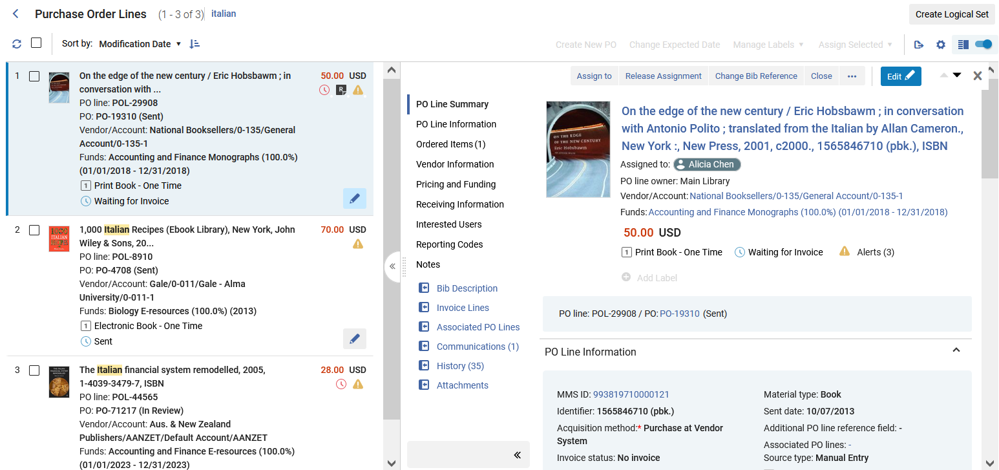 Purchase Order Lines (1 - 3 of 3) italian
Create Logical Set
Sort by: Modification Date
Create New PO Change Expected Date Manage Labels Assign Selected
1
On the edge of the new century / Eric Hobsbawm ; in
conversation with ...
50.00 USD
R
PO line: POL-29908
PO: PO-19310 (Sent)
Vendor/Account: National Booksellers/0-135/General
Account/0-135-1
Funds: Accounting and Finance Monographs (100.0%)
(01/01/2018 - 12/31/2018)
1 Print Book - One Time
Waiting for Invoice
2
1,000 Italian Recipes (Ebook Library), New York, John
Wiley & Sons, 20...
70.00 USD
ITALIAN
PO line: POL-8910
PO: PO-4708 (Sent)
Vendor/Account: Gale/0-011/Gale - Alma
University/0-011-1
Funds: Biology E-resources (100.0%) (2013)
1 Electronic Book - One Time
Sent
3
The Italian financial system remodelled, 2005,
1-4039-3479-7, ISBN
28.00 USD
PO line: POL-44565
PO: PO-71217 (In Review)
Vendor/Account: Aus. & New Zealand
Publishers/AANZET/Default Account/AANZET
Funds: Accounting and Finance E-resources (100.0%)
(01/01/2023 - 12/31/2023)
PO Line Summary
PO Line Information
Ordered Items (1)
Vendor Information
Pricing and Funding
Receiving Information
Interested Users
Reporting Codes
Notes
Bib Description
Invoice Lines
Associated PO Lines
Communications (1)
History (35)
Attachments
Assign to Release Assignment Change Bib Reference Close ... Edit
ON THE EDGE
OF THE NEW CENTURY
Eric Hobsbawm
On the edge of the new century / Eric Hobsbawm ; in conversation
with Antonio Polito ; translated from the Italian by Allan Cameron.,
New York :, New Press, 2001, c2000., 1565846710 (pbk.), ISBN
Assigned to: Alicia Chen
PO line owner: Main Library
Vendor/Account: National Booksellers/0-135/General Account/0-135-1
Funds: Accounting and Finance Monographs (100.0%) (01/01/2018 - 12/31/2018)
50.00 USD
1 Print Book - One Time Waiting for Invoice Alerts (3)
Add Label
PO line: POL-29908 / PO: PO-19310 (Sent)
PO Line Information
MMS ID: 993819710000121
Identifier: 1565846710 (pbk.)
Acquisition method:* Purchase at Vendor
System
Invoice status: No invoice
Material type: Book
Sent date: 10/07/2013
Additional PO line reference field: -
Associated PO lines: -
Source type: Manual Entry